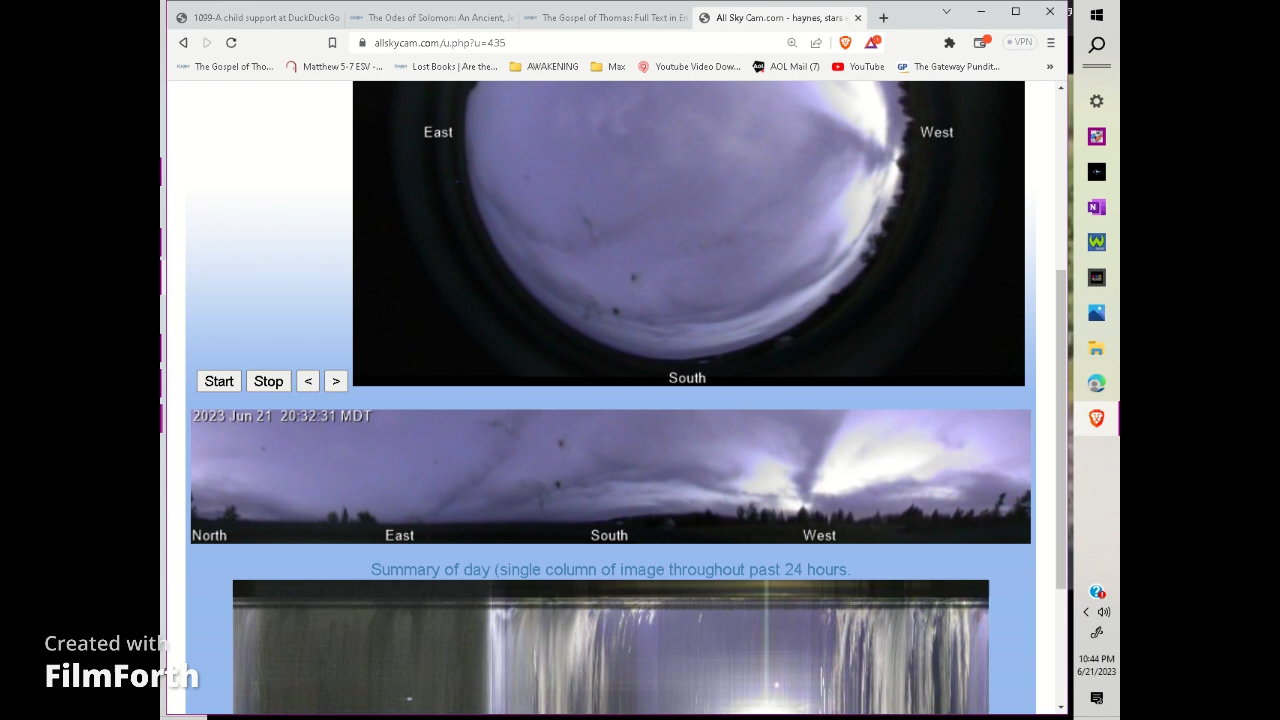 1099-A child support at DuckDuckGo
The Odes of Solomon: An Ancient, Je
The Gospel of Thomas: Full Text in En
All Sky Cam.com - haynes, stars
allskycam.com/u.php?u=435
VPN
The Gospel of Tho...
Matthew 5-7 ESV -...
Lost Books | Are the...
AWAKENING
Max
Youtube Video Dow...
AOL Mail (7)
YouTube
The Gateway Pundit...
East
West
South
Start
Stop
<
>
2023 Jun 21 20:32:31 MDT
North
East
South
West
Summary of day (single column of image throughout past 24 hours.
Created with
FilmForth
10:44 PM
6/21/2023